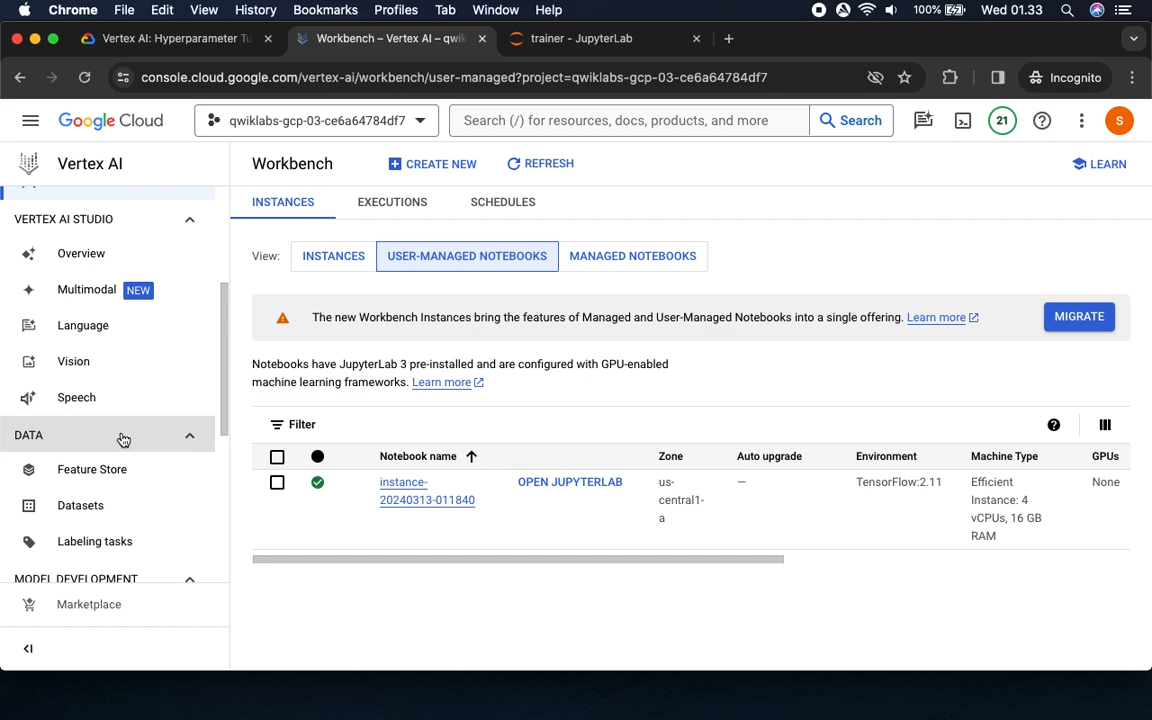 Chrome File Edit View History Bookmarks Profiles Tab Window Help 100% Wed 01.33
Vertex AI: Hyperparameter Tu
Workbench – Vertex AI – qwik
trainer - JupyterLab
console.cloud.google.com/vertex-ai/workbench/user-managed?project=qwiklabs-gcp-03-ce6a64784df7
Incognito
Google Cloud
qwiklabs-gcp-03-ce6a64784df7
Search (/) for resources, docs, products, and more
Search
21
S
Vertex AI
Workbench
CREATE NEW
REFRESH
LEARN
INSTANCES EXECUTIONS SCHEDULES
VERTEX AI STUDIO
Overview
Multimodal NEW
Language
Vision
Speech
DATA
Feature Store
Datasets
Labeling tasks
MODEL DEVELOPMENT
Marketplace
View: INSTANCES USER-MANAGED NOTEBOOKS MANAGED NOTEBOOKS
The new Workbench Instances bring the features of Managed and User-Managed Notebooks into a single offering. Learn more
MIGRATE
Notebooks have JupyterLab 3 pre-installed and are configured with GPU-enabled
machine learning frameworks. Learn more
Filter
Notebook name Zone Auto upgrade Environment Machine Type GPUs
instance-
20240313-011840
OPEN JUPYTERLAB
us-
central1-
a
—
TensorFlow:2.11
Efficient
Instance: 4
vCPUs, 16 GB
RAM
None